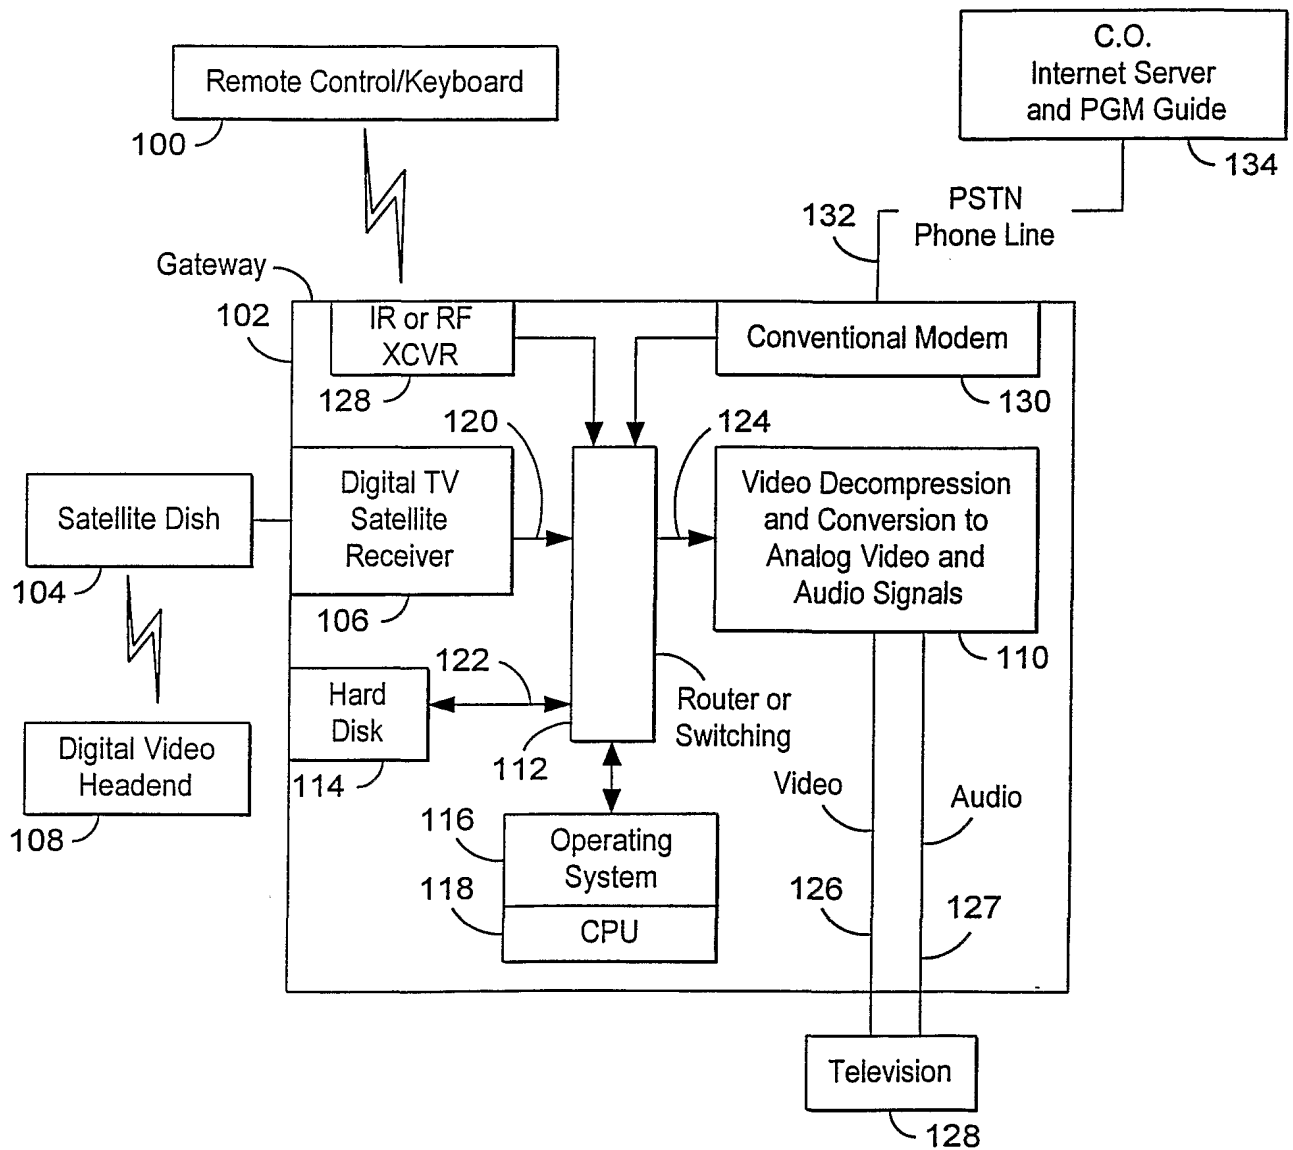 C.O.
Internet Server
and PGM Guide
134
Remote Control/Keyboard
100
PSTN
Phone Line
132
Gateway
102
IR or RF
XCVR
128
Conventional Modem
130
120
124
Digital TV
Satellite
Receiver
106
Video Decompression
and Conversion to
Analog Video and
Audio Signals
110
Satellite Dish
104
122
Hard
Disk
114
Router or
Switching
112
Digital Video
Headend
108
Video
Audio
116
Operating
System
118
CPU
126
127
Television
128